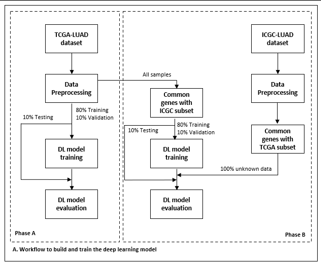 TCGA-LUAD
dataset
ICGC-LUAD
dataset
Data
Preprocessing
All samples
Common
genes with
ICGC subset
Data
Preprocessing
10% Testing
80% Training
10% Validation
10% Testing
80% Training
10% Validation
Common
genes with
TCGA subset
DL model
training
DL model
training
100% unknown data
DL model
evaluation
DL model
evaluation
Phase A
Phase B
A. Workflow to build and train the deep learning model